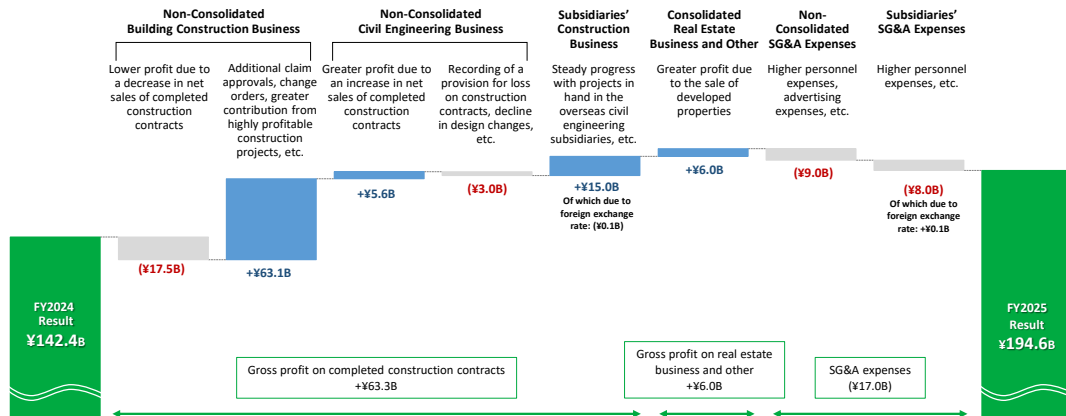 Non-Consolidated
Building Construction Business
Lower profit due to
a decrease in net
sales of completed
construction
contracts
Additional claim
approvals, change
orders, greater
contribution from
highly profitable
construction
projects, etc.
Non-Consolidated
Civil Engineering Business
Greater profit due to
an increase in net
sales of completed
construction
contracts
Recording of a
provision for loss
on construction
contracts, decline
in design changes,
etc.
Subsidiaries’
Construction
Business
Steady progress
with projects in
hand in the
overseas civil
engineering
subsidiaries, etc.
Consolidated
Real Estate
Business and Other
Greater profit due
to the sale of
developed
properties
Non-
Consolidated
SG&A Expenses
Higher personnel
expenses,
advertising
expenses, etc.
Subsidiaries’
SG&A Expenses
Higher personnel
expenses, etc.
FY2024
Result
¥142.4B
(¥17.5B)
+¥63.1B
+¥5.6B
(¥3.0B)
+¥15.0B
Of which due to
foreign exchange
rate: (¥0.1B)
+¥6.0B
(¥9.0B)
(¥8.0B)
Of which due to
foreign exchange
rate: +¥0.1B
FY2025
Result
¥194.6B
Gross profit on completed construction contracts
+¥63.3B
Gross profit on real estate
business and other
+¥6.0B
SG&A expenses
(¥17.0B)